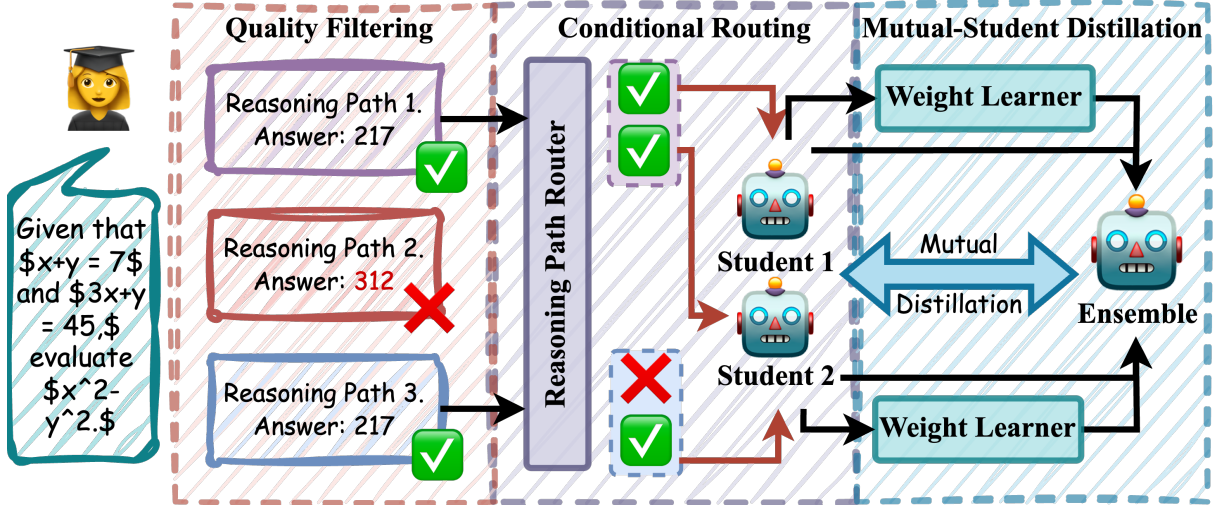 Quality Filtering
Conditional Routing
Mutual-Student Distillation
Given that
$x+y = 7$
and $3x+y
= 45,$
evaluate
$x^2-
y^2.$
Reasoning Path 1.
Answer: 217
Reasoning Path 2.
Answer: 312
Reasoning Path 3.
Answer: 217
Reasoning Path Router
Student 1
Student 2
Weight Learner
Mutual
Distillation
Ensemble
Weight Learner